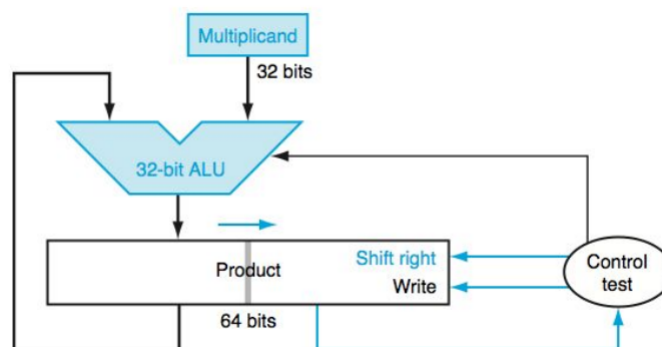 Multiplicand
32 bits
32-bit ALU
Product
Shift right
Write
Control
test
64 bits